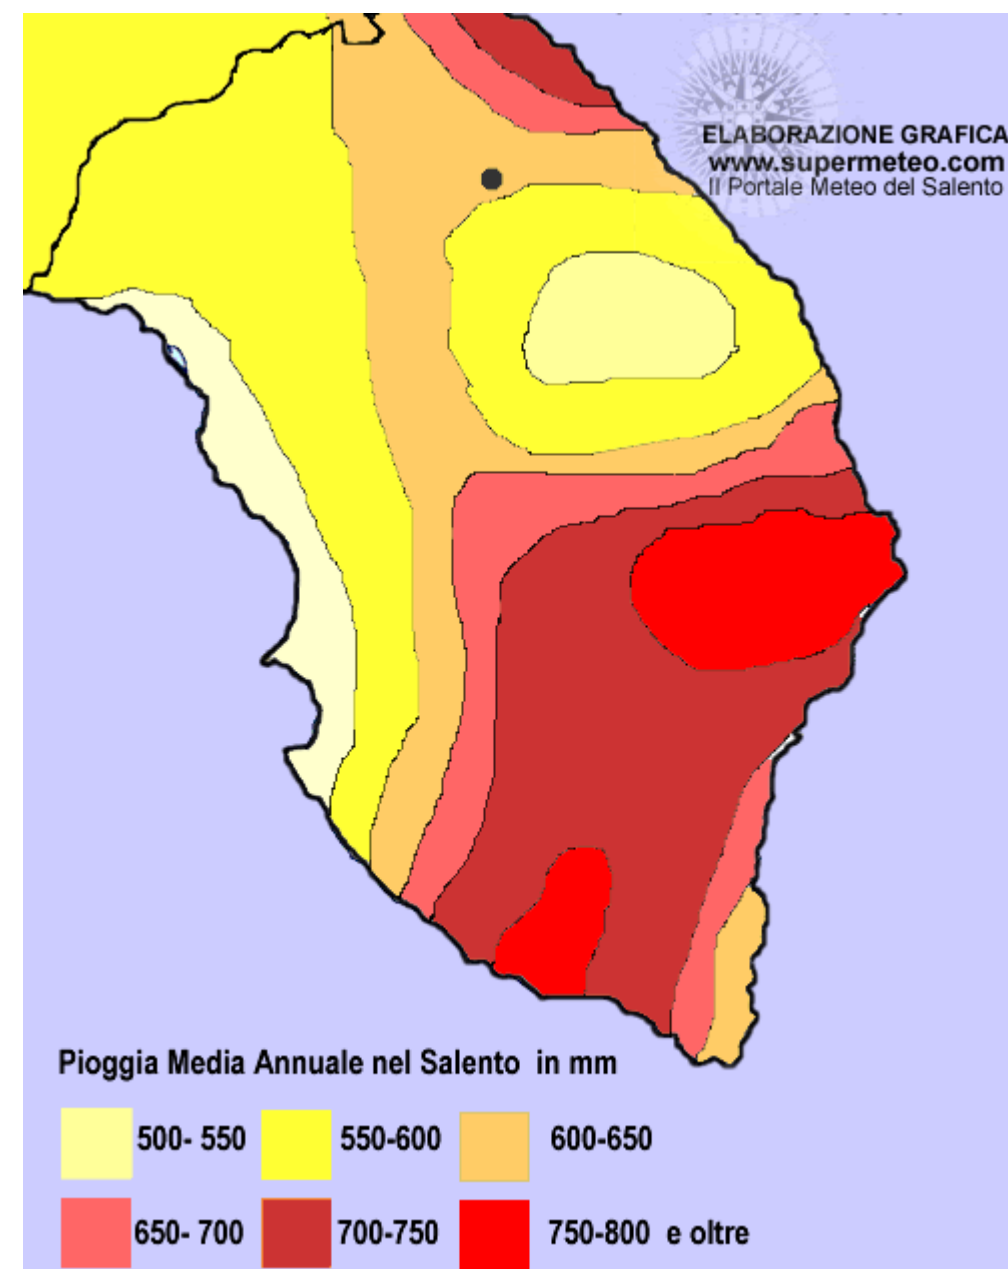 ELABORAZIONE GRAFICA
www.supermeteo.com
Il Portale Meteo del Salento
Pioggia Media Annuale nel Salento in mm
500- 550 550-600 600-650
650- 700 700-750 750-800 e oltre